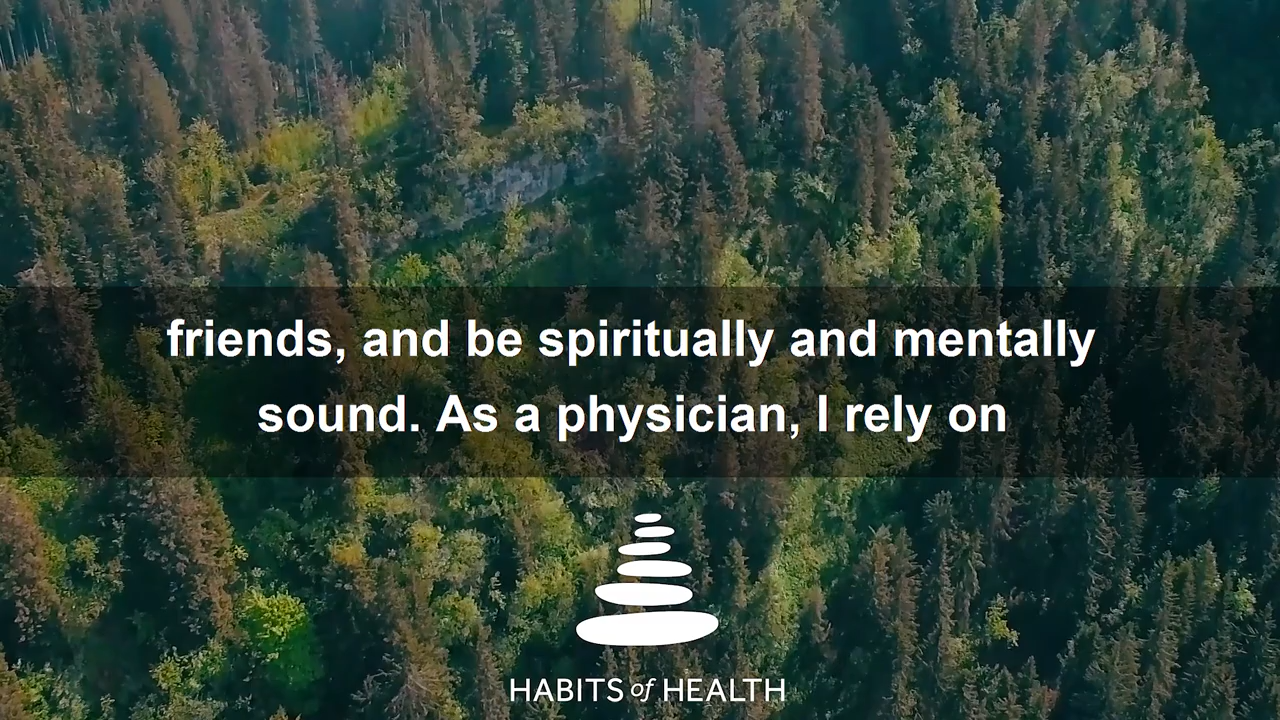 friends, and be spiritually and mentally
sound. As a physician, I rely on
HABITS of HEALTH